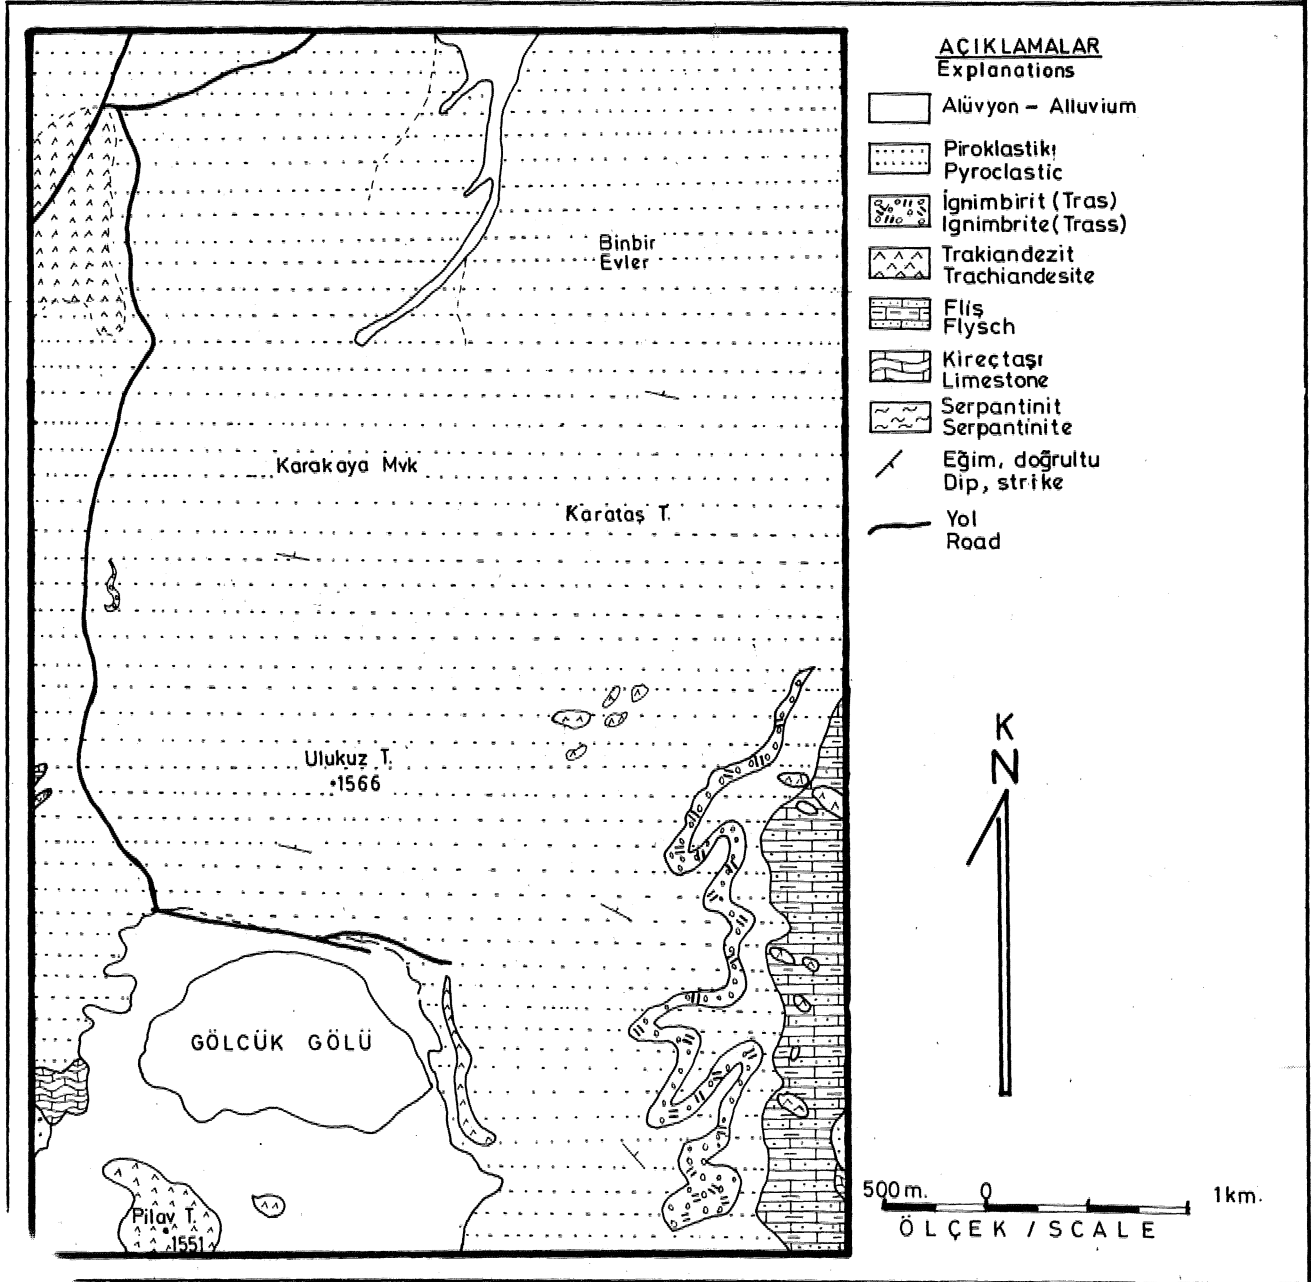 AÇIKLAMALAR
Explanations
Alüvyon - Alluvium
Piroklastik
Pyroclastic
İgnimbirit (Tras)
Ignimbrite (Trass)
Trakiandezit
Trachiandesite
Fliş
Flysch
Kireçtaşı
Limestone
Serpantinit
Serpantinite
Eğim, doğrultu
Dip, strike
Yol
Road
Binbir
Evler
Karakaya Mvk
Karataş T.
Ulukuz T.
•1566
GÖLCÜK GÖLÜ
Pilav T.
•1551
K
N
500 m. 0 1 km.
ÖLÇEK / SCALE